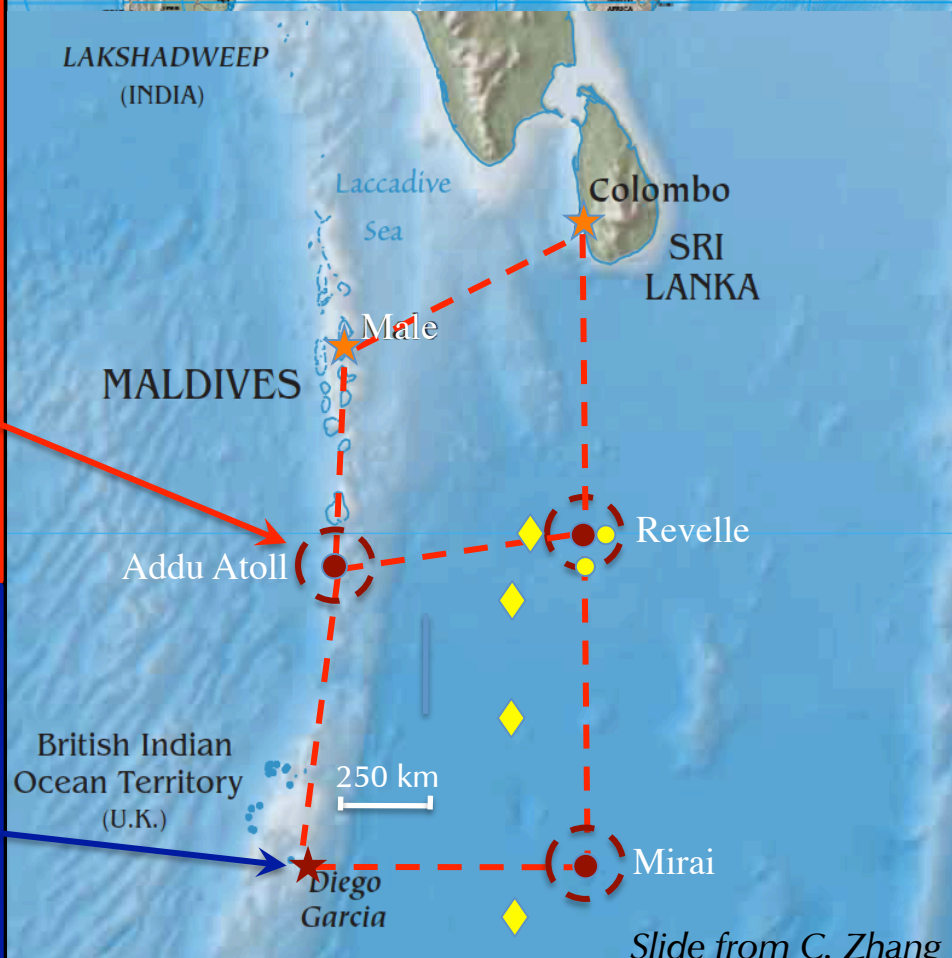 LAKSHADWEEP
(INDIA)
Laccadive
Sea
Colombo
SRI
LANKA
Male
MALDIVES
Revelle
Addu Atoll
British Indian
Ocean Territory
(U.K.)
250 km
Mirai
Diego
Garcia
Slide from C. Zhang